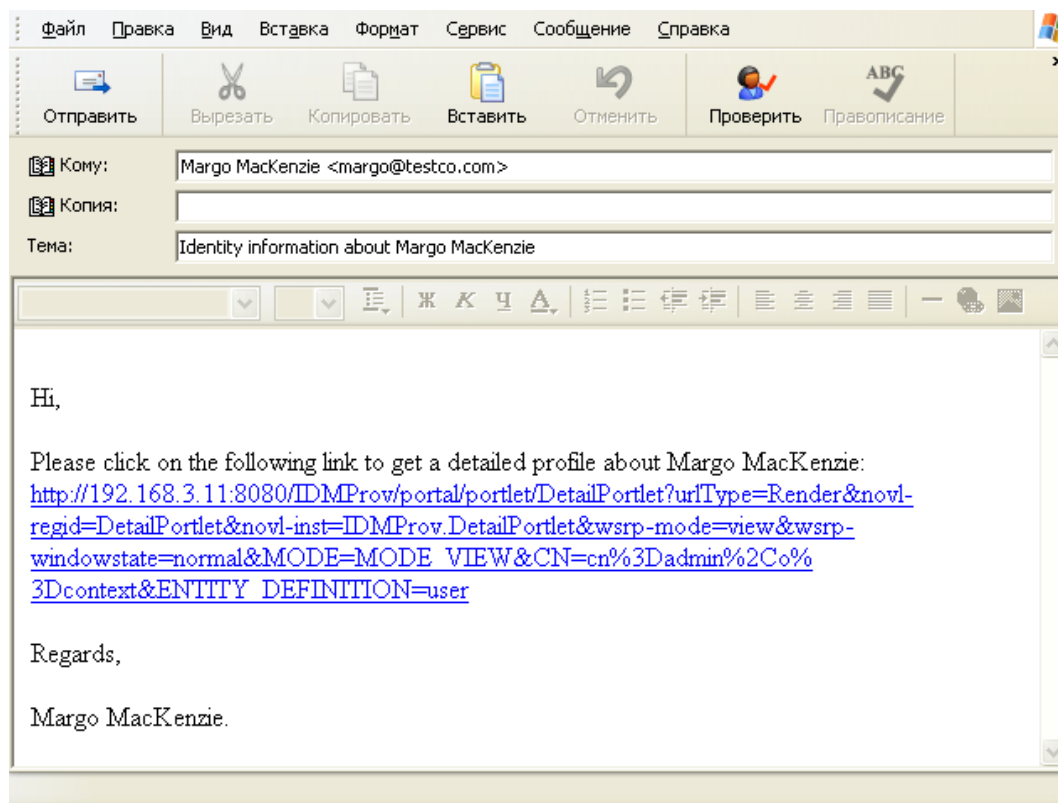 Файл Правка Вид Вставка Формат Сервис Сообщение Справка
Отправить Вырезать Копировать Вставить Отменить Проверить ABC Правописание
Кому: Margo MacKenzie <margo@testco.com>
Копия:
Тема: Identity information about Margo MacKenzie
Ж К Ч А
Hi,
Please click on the following link to get a detailed profile about Margo MacKenzie:
http://192.168.3.11:8080/IDMProv/portal/portlet/DetailPortlet?urlType=Render&novl-
regid=DetailPortlet&novl-inst=IDMProv.DetailPortlet&wsrp-mode=view&wsrp-
windowstate=normal&MODE=MODE_VIEW&CN=cn%3Dadmin%2Co%
3Dcontext&ENTITY_DEFINITION=user
Regards,
Margo MacKenzie.